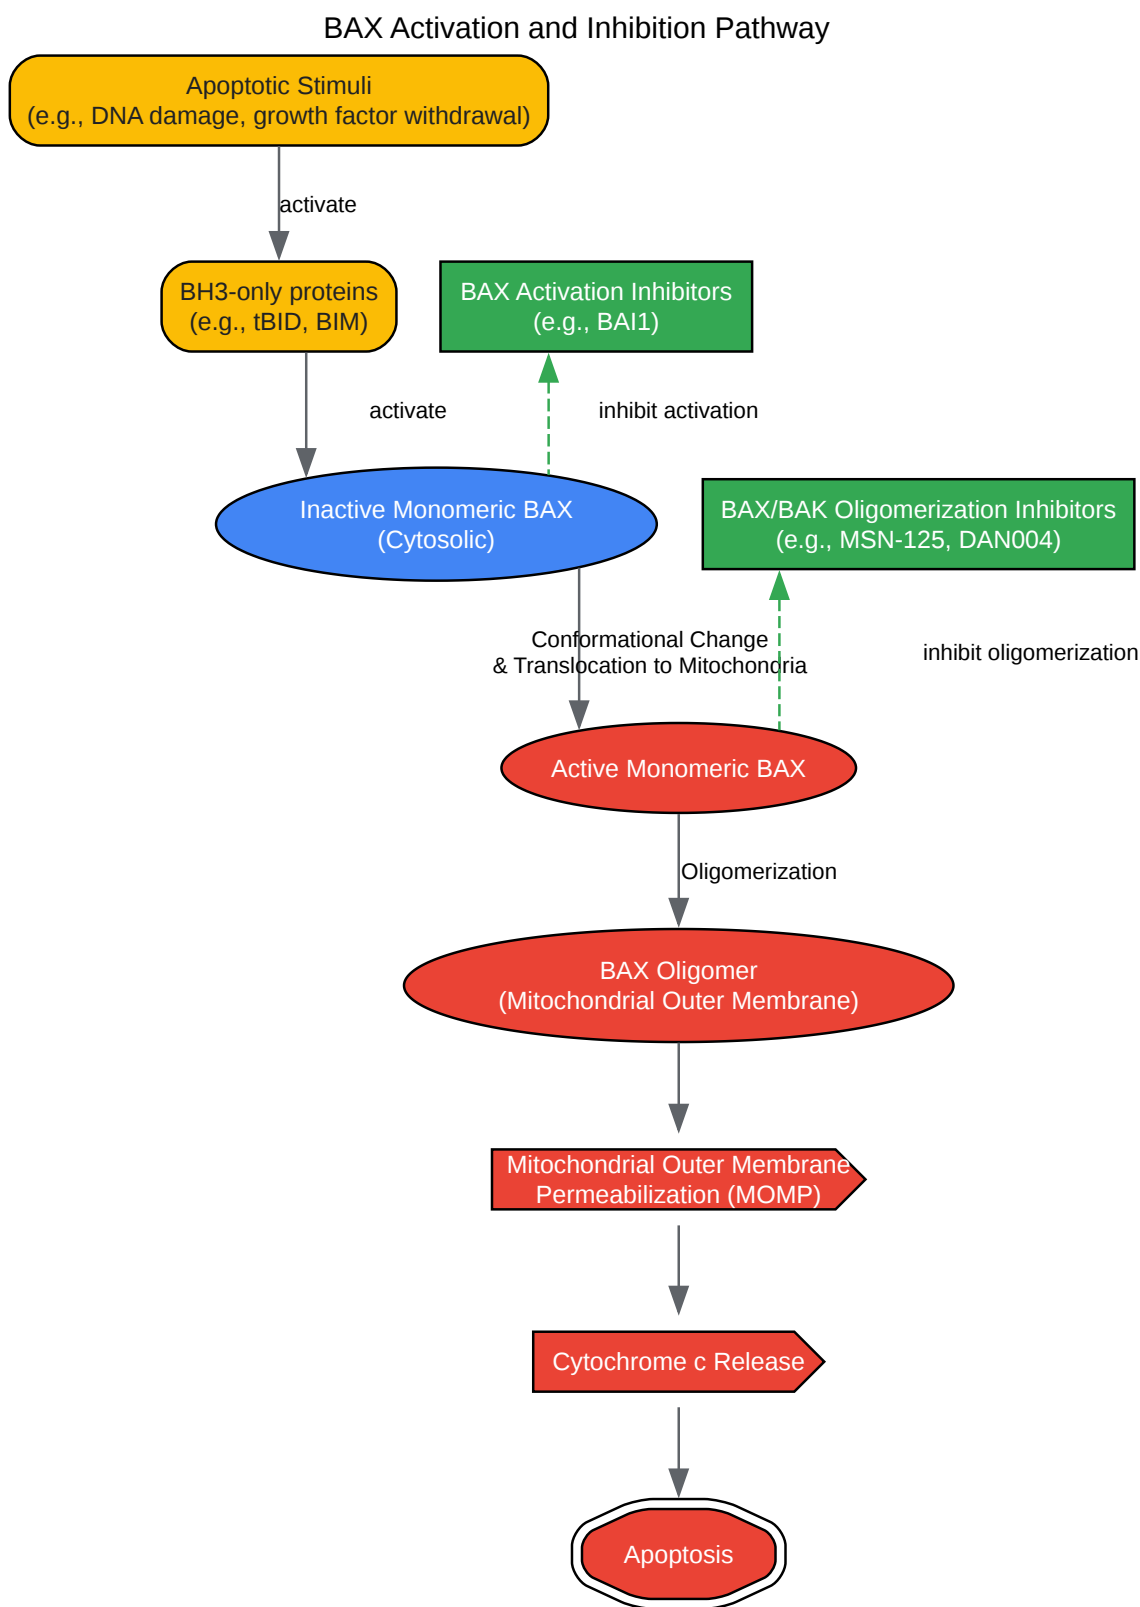 BAX Activation and Inhibition Pathway
Apoptotic Stimuli
(e.g., DNA damage, growth factor withdrawal)
activate
BH3-only proteins
(e.g., tBID, BIM)
BAX Activation Inhibitors
(e.g., BAI1)
activate
inhibit activation
Inactive Monomeric BAX
(Cytosolic)
BAX/BAK Oligomerization Inhibitors
(e.g., MSN-125, DAN004)
Conformational Change
& Translocation to Mitochondria
inhibit oligomerization
Active Monomeric BAX
Oligomerization
BAX Oligomer
(Mitochondrial Outer Membrane)
Mitochondrial Outer Membrane
Permeabilization (MOMP)
Cytochrome c Release
Apoptosis